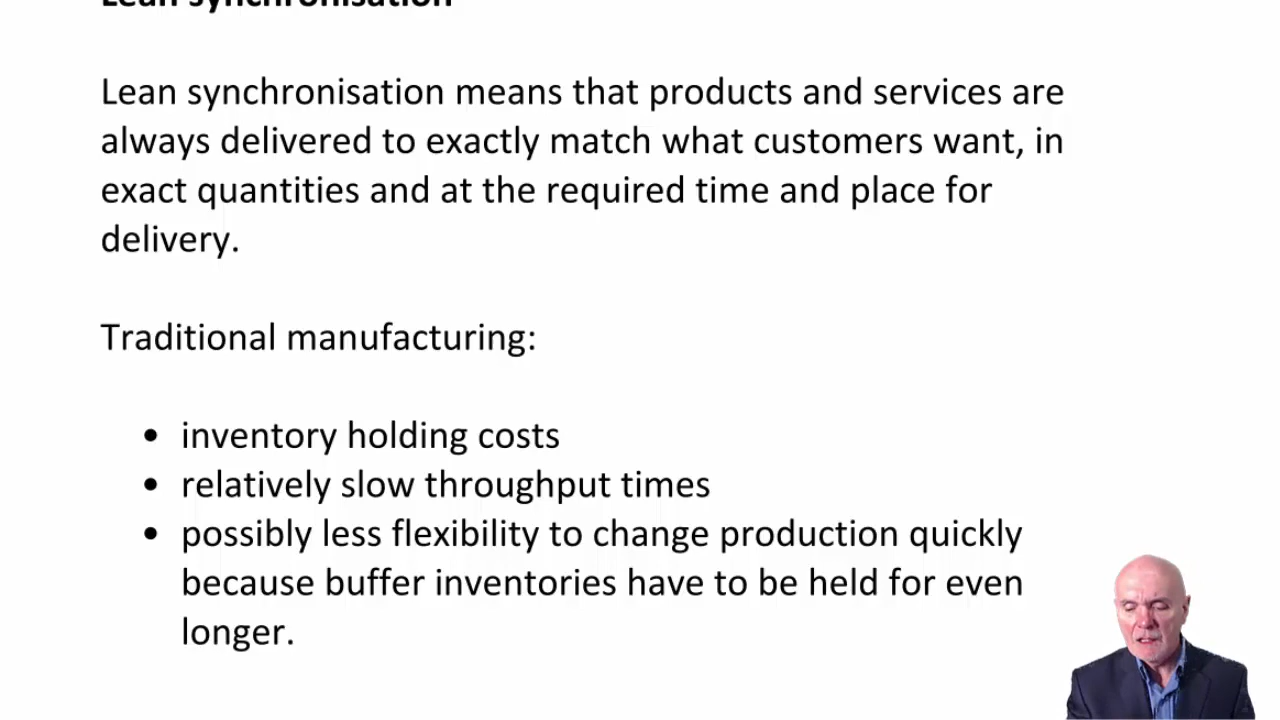 Lean synchronisation
Lean synchronisation means that products and services are
always delivered to exactly match what customers want, in
exact quantities and at the required time and place for
delivery.
Traditional manufacturing:
• inventory holding costs
• relatively slow throughput times
• possibly less flexibility to change production quickly
because buffer inventories have to be held for even
longer.